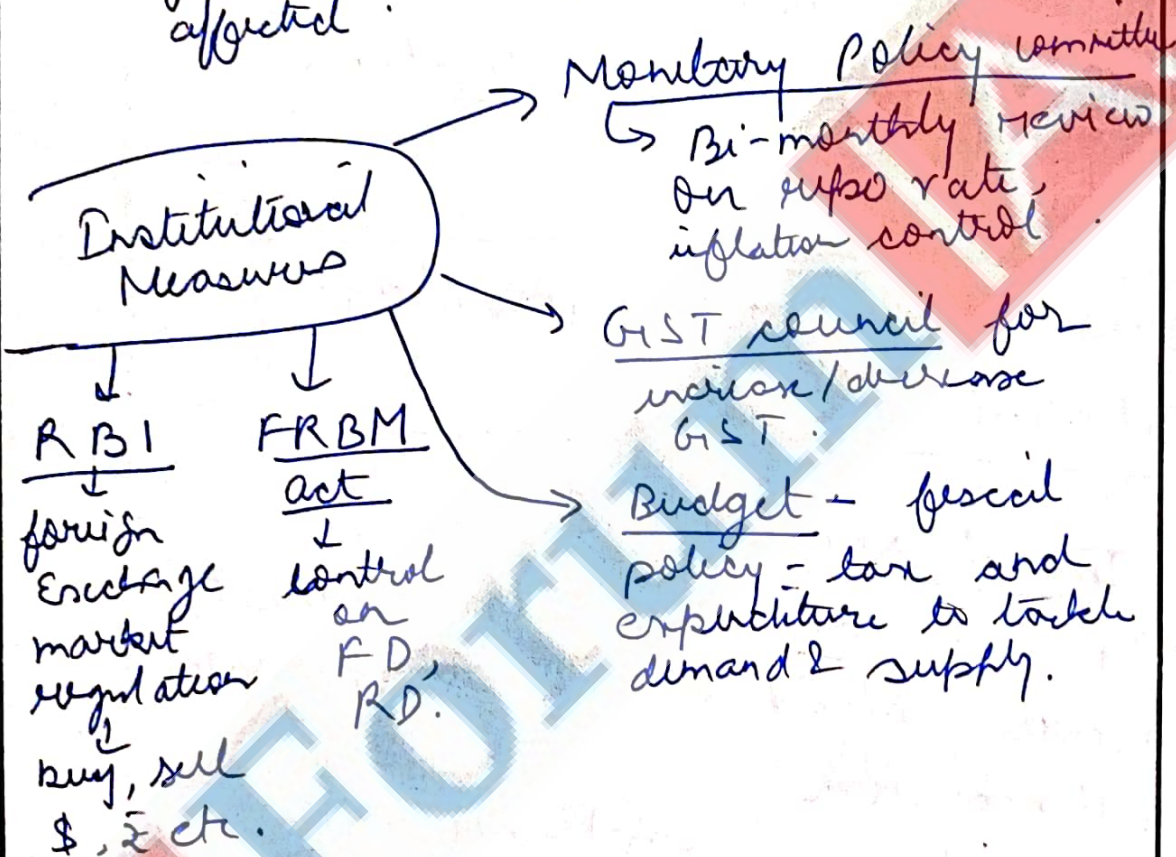 affected.
Institutional
Measures
Monetary Policy committee
↳ Bi-monthly review
on repo rate,
inflation control.
GST council for
increase/decrease
GST.
Budget - fiscal
policy - tax and
expenditure to tackle
demand & supply.
RBI
foreign
Exchange
market
regulation
buy, sell
$, ₹ etc.
FRBM
act
control
on
FD,
RD.
Forum IA